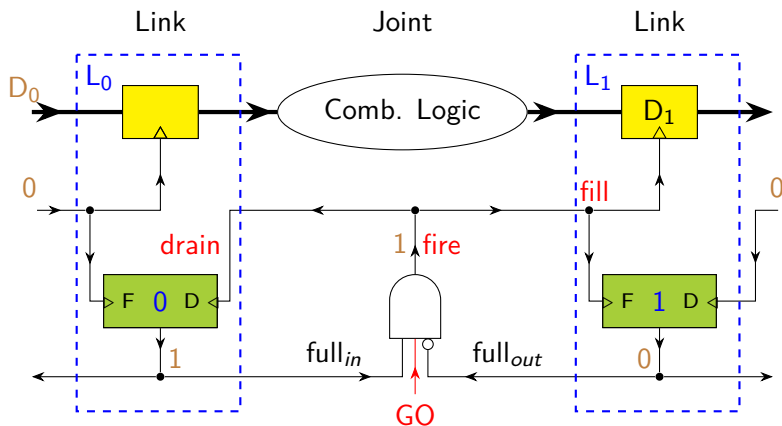 Link Joint Link
D0 L0 Comb. Logic L1 D1
0 fill 0
drain 1 fire
F 0 D F 1 D
1 fullin fullout 0
GO